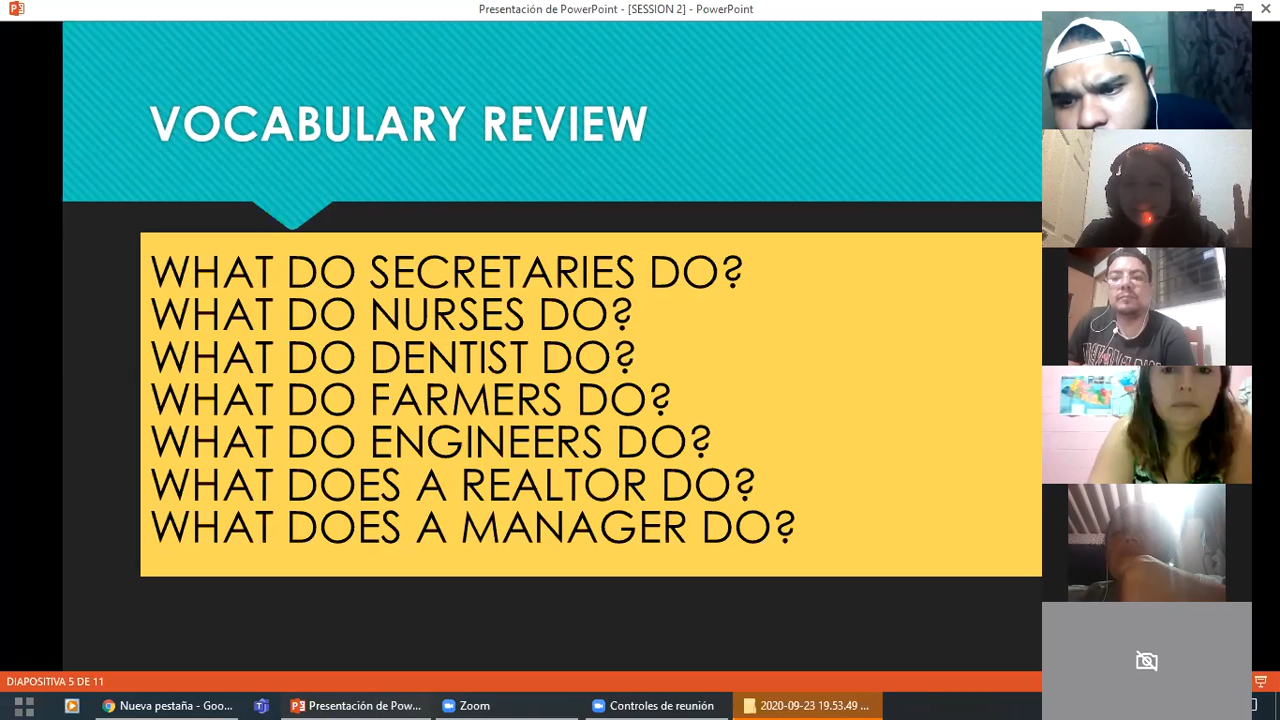 Presentación de PowerPoint - [SESSION 2] - PowerPoint
VOCABULARY REVIEW
WHAT DO SECRETARIES DO?
WHAT DO NURSES DO?
WHAT DO DENTIST DO?
WHAT DO FARMERS DO?
WHAT DO ENGINEERS DO?
WHAT DOES A REALTOR DO?
WHAT DOES A MANAGER DO?
DIAPOSITIVA 5 DE 11
Nueva pestaña - Goo...
Presentación de Pow...
Zoom
Controles de reunión
2020-09-23 19.53.49 ...